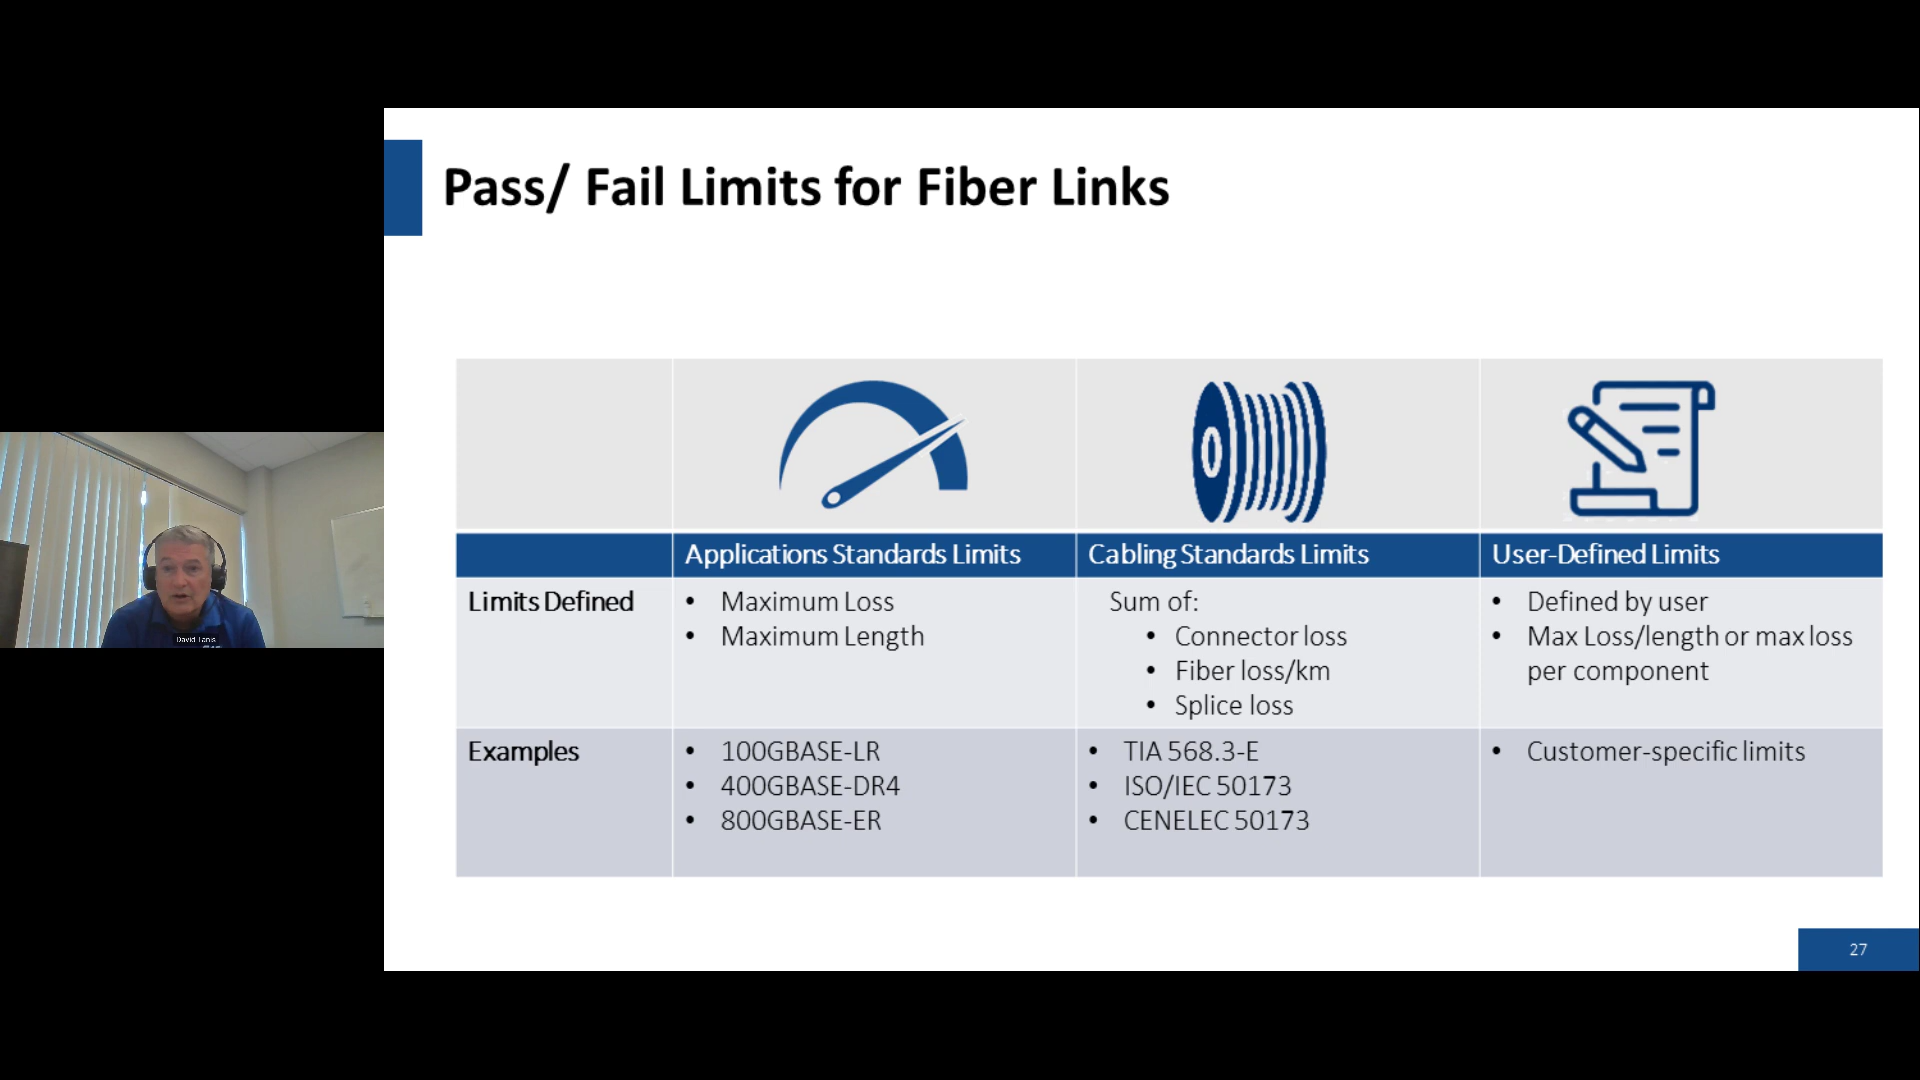 Pass/ Fail Limits for Fiber Links
Applications Standards Limits
Cabling Standards Limits
User-Defined Limits
Limits Defined
• Maximum Loss
• Maximum Length
Sum of:
• Connector loss
• Fiber loss/km
• Splice loss
• Defined by user
• Max Loss/length or max loss
per component
Examples
• 100GBASE-LR
• 400GBASE-DR4
• 800GBASE-ER
• TIA 568.3-E
• ISO/IEC 50173
• CENELEC 50173
• Customer-specific limits
27
David Tanis